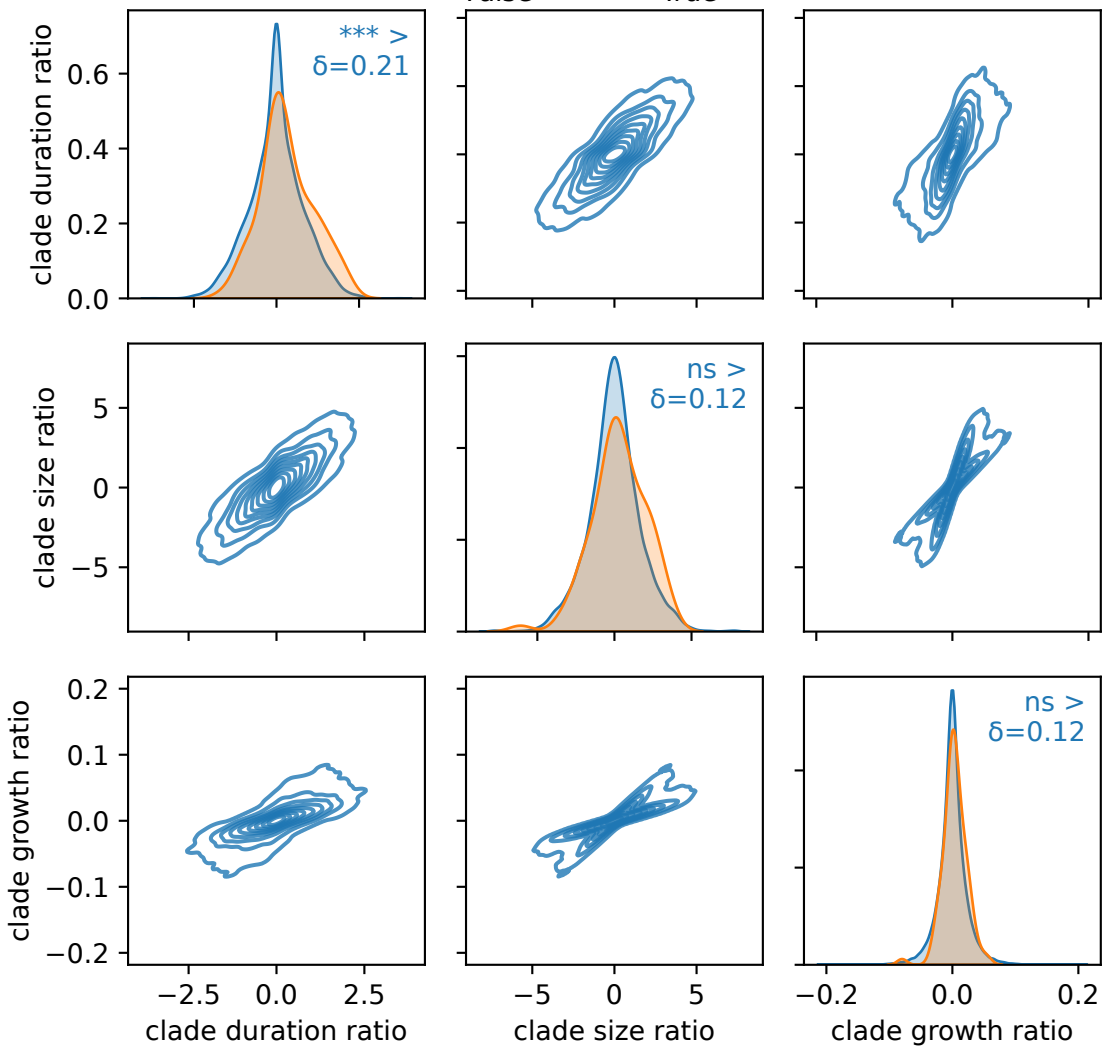 clade duration ratio
0.6
0.4
0.2
0.0
*** >
δ=0.21
clade size ratio
5
0
−5
ns >
δ=0.12
clade growth ratio
0.2
0.1
0.0
−0.1
−0.2
ns >
δ=0.12
−2.5 0.0 2.5
−5 0 5
−0.2 0.0 0.2
clade duration ratio
clade size ratio
clade growth ratio